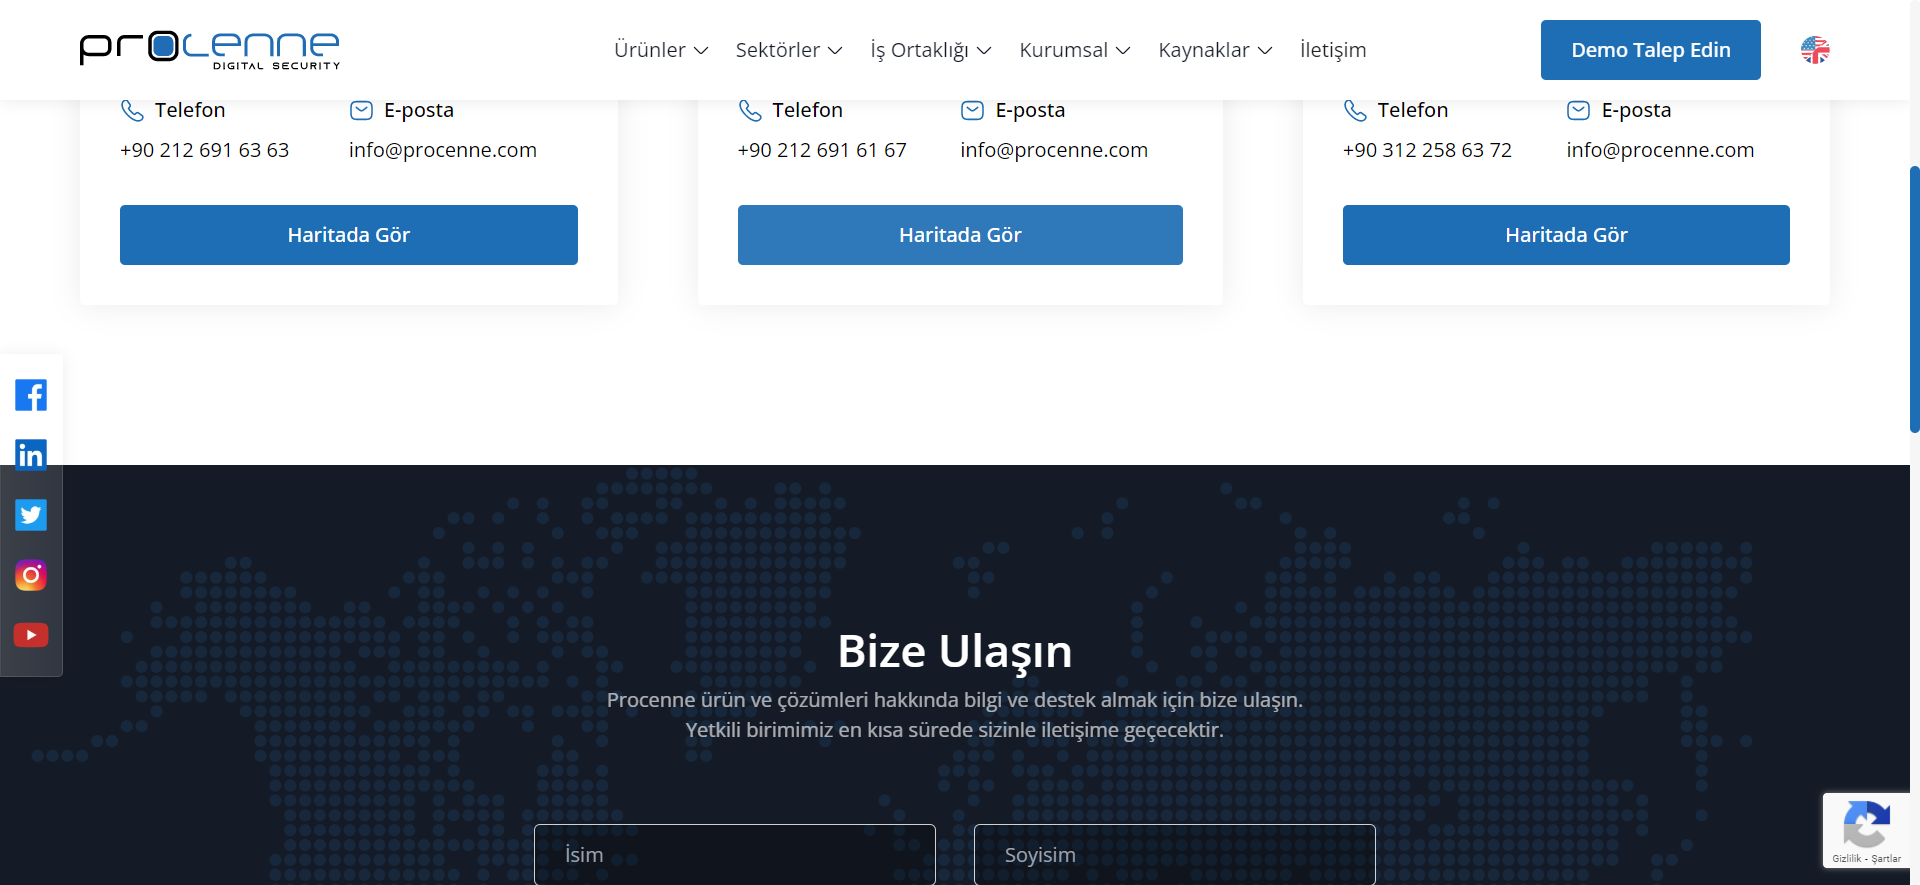 procenne
DIGITAL SECURITY
Ürünler
Sektörler
İş Ortaklığı
Kurumsal
Kaynaklar
İletişim
Demo Talep Edin
Telefon
E-posta
+90 212 691 63 63
info@procenne.com
Haritada Gör
Telefon
E-posta
+90 212 691 61 67
info@procenne.com
Haritada Gör
Telefon
E-posta
+90 312 258 63 72
info@procenne.com
Haritada Gör
Bize Ulaşın
Procenne ürün ve çözümleri hakkında bilgi ve destek almak için bize ulaşın.
Yetkili birimimiz en kısa sürede sizinle iletişime geçecektir.
İsim
Soyisim
Gizlilik - Şartlar